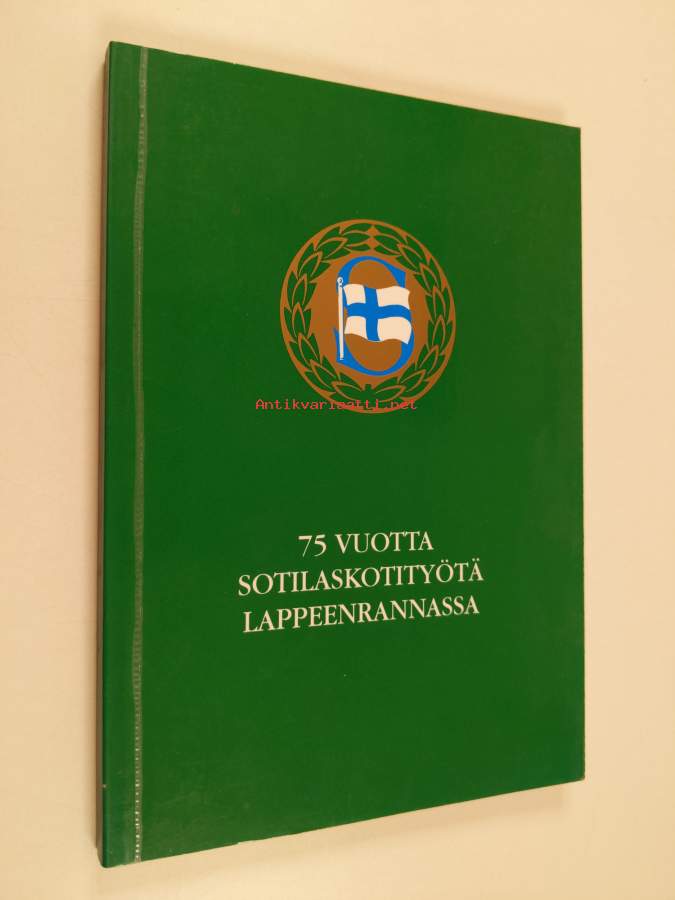 S
Antikvariaatti.net
75 VUOTTA
SOTILASKOTITYÖTÄ
LAPPEENRANNASSA